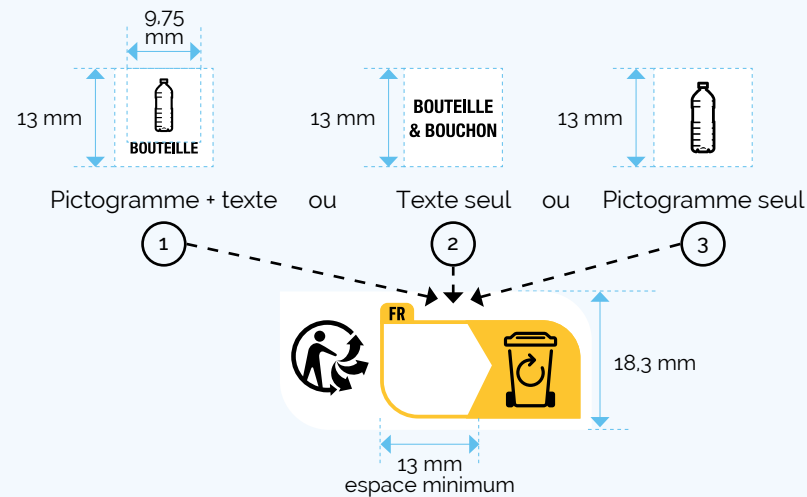 9,75
mm
13 mm
BOUTEILLE
13 mm
BOUTEILLE
& BOUCHON
13 mm
Pictogramme + texte ou Texte seul ou Pictogramme seul
1 2 3
FR
18,3 mm
13 mm
espace minimum